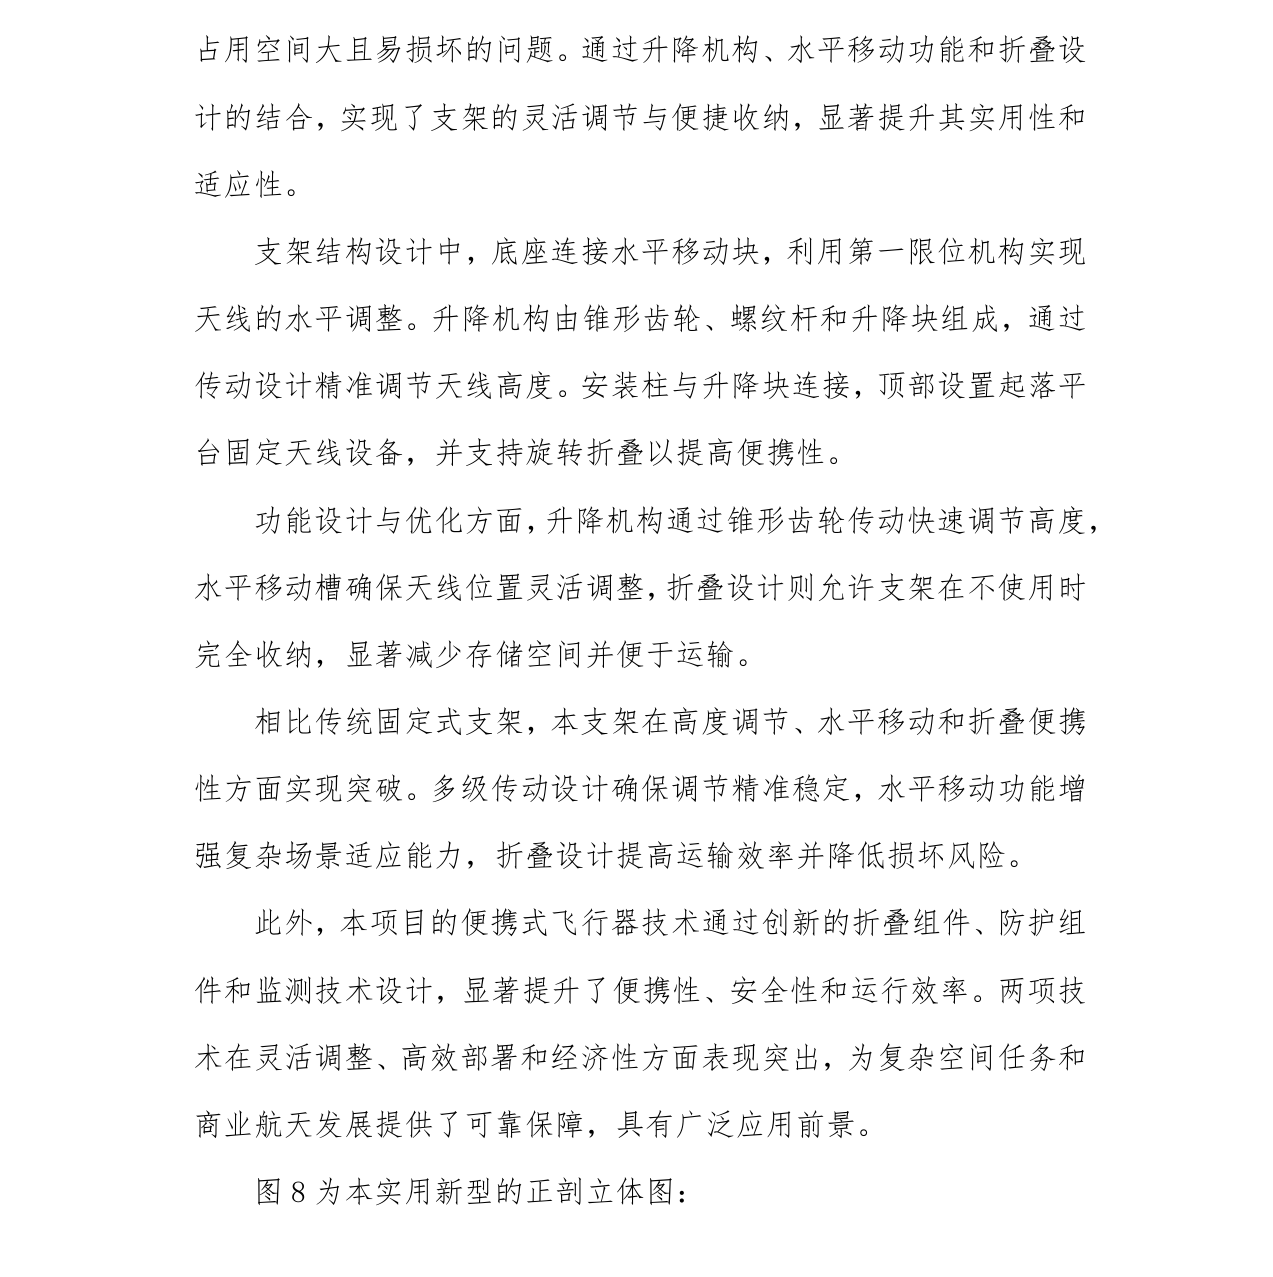 占用空间大且易损坏的问题。通过升降机构、水平移动功能和折叠设
计的结合，实现了支架的灵活调节与便捷收纳，显著提升其实用性和
适应性。
支架结构设计中，底座连接水平移动块，利用第一限位机构实现
天线的水平调整。升降机构由锥形齿轮、螺纹杆和升降块组成，通过
传动设计精准调节天线高度。安装柱与升降块连接，顶部设置起落平
台固定天线设备，并支持旋转折叠以提高便携性。
功能设计与优化方面，升降机构通过锥形齿轮传动快速调节高度，
水平移动槽确保天线位置灵活调整，折叠设计则允许支架在不使用时
完全收纳，显著减少存储空间并便于运输。
相比传统固定式支架，本支架在高度调节、水平移动和折叠便携
性方面实现突破。多级传动设计确保调节精准稳定，水平移动功能增
强复杂场景适应能力，折叠设计提高运输效率并降低损坏风险。
此外，本项目的便携式飞行器技术通过创新的折叠组件、防护组
件和监测技术设计，显著提升了便携性、安全性和运行效率。两项技
术在灵活调整、高效部署和经济性方面表现突出，为复杂空间任务和
商业航天发展提供了可靠保障，具有广泛应用前景。
图 8 为本实用新型的正剖立体图：